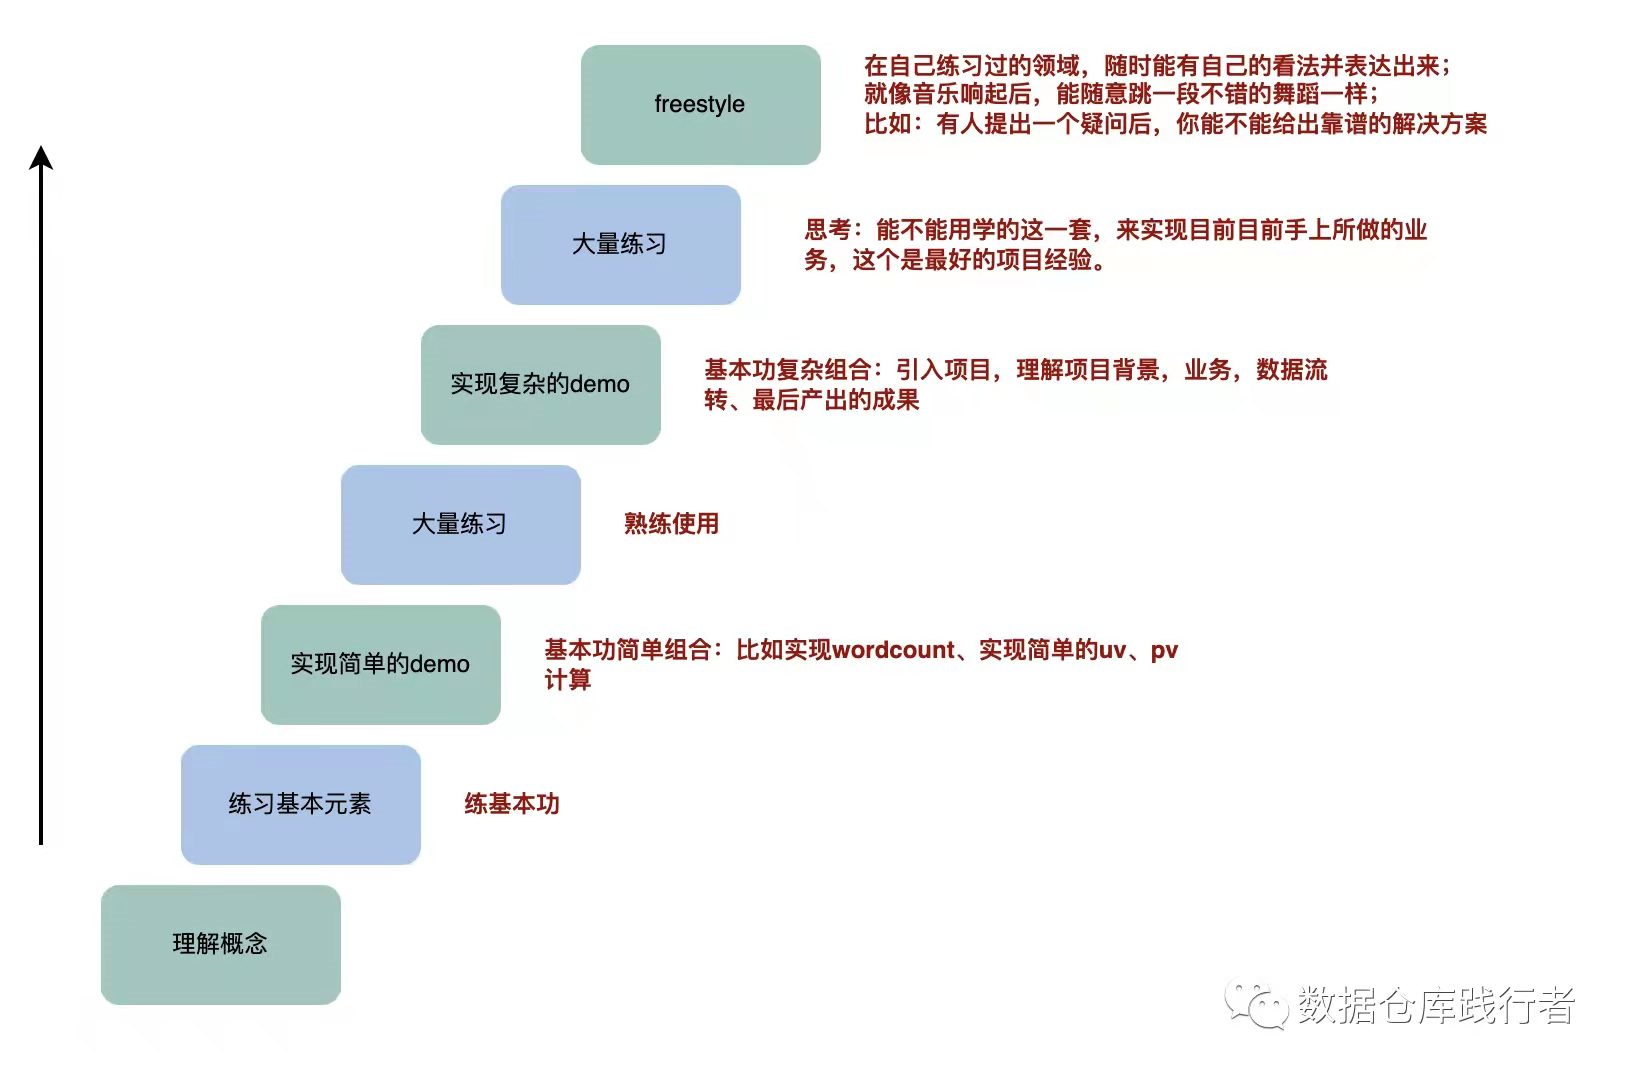 freestyle
在自己练习过的领域，随时能有自己的看法并表达出来；
就像音乐响起后，能随意跳一段不错的舞蹈一样；
比如：有人提出一个疑问后，你能不能给出靠谱的解决方案
大量练习
思考：能不能用学的这一套，来实现目前目前手上所做的业
务，这个是最好的项目经验。
实现复杂的demo
基本功复杂组合：引入项目，理解项目背景，业务，数据流
转、最后产出的成果
大量练习
熟练使用
实现简单的demo
基本功简单组合：比如实现wordcount、实现简单的uv、pv
计算
练习基本元素
练基本功
理解概念
数据仓库践行者